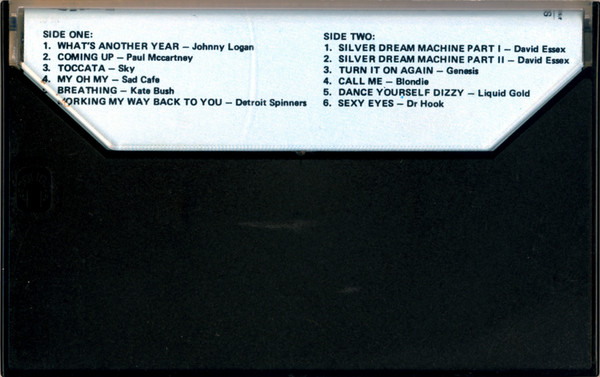 SIDE ONE:
1. WHAT'S ANOTHER YEAR – Johnny Logan
2. COMING UP – Paul Mccartney
3. TOCCATA – Sky
4. MY OH MY – Sad Cafe
BREATHING – Kate Bush
WORKING MY WAY BACK TO YOU – Detroit Spinners
SIDE TWO:
1. SILVER DREAM MACHINE PART I – David Essex
2. SILVER DREAM MACHINE PART II – David Essex
3. TURN IT ON AGAIN – Genesis
4. CALL ME – Blondie
5. DANCE YOURSELF DIZZY – Liquid Gold
6. SEXY EYES – Dr Hook